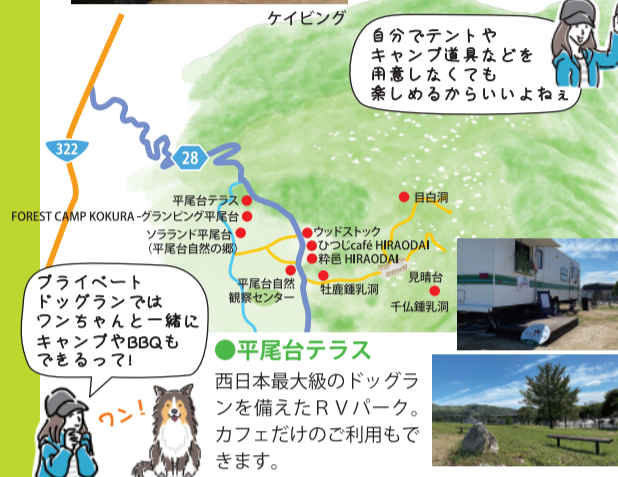 ケイビング
自分でテントや
キャンプ道具などを
用意しなくても
楽しめるからいいよねぇ
322
28
平尾台テラス
FOREST CAMP KOKURA -グランピング平尾台
ソラランド平尾台
(平尾台自然の郷)
目白洞
ウッドストック
ひつじcafé HIRAODAI
粋邑 HIRAODAI
平尾台自然
観察センター
牡鹿鍾乳洞
見晴台
千仏鍾乳洞
プライベート
ドッグランでは
ワンちゃんと一緒に
キャンプやBBQも
できるって!
ワン!
●平尾台テラス
西日本最大級のドッグラ
ンを備えたＲＶパーク。
カフェだけのご利用もで
きます。